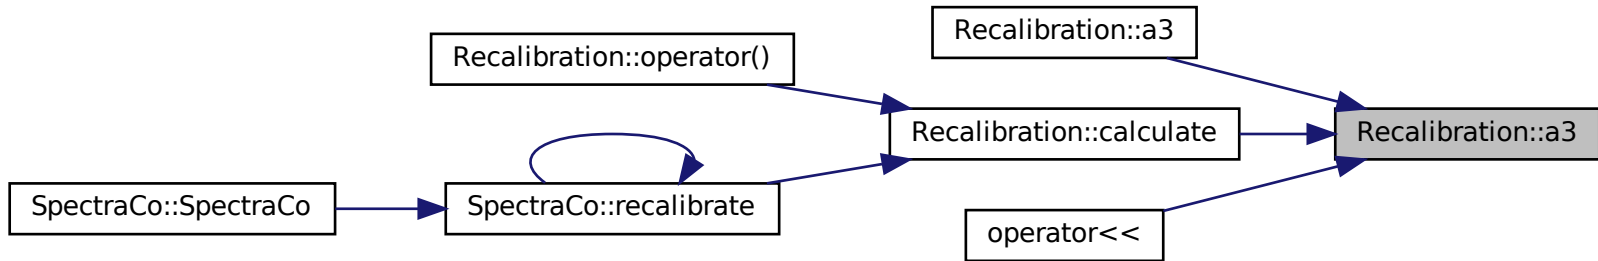 Recalibration::a3
Recalibration::operator()
Recalibration::calculate
Recalibration::a3
SpectraCo::SpectraCo
SpectraCo::recalibrate
operator<<